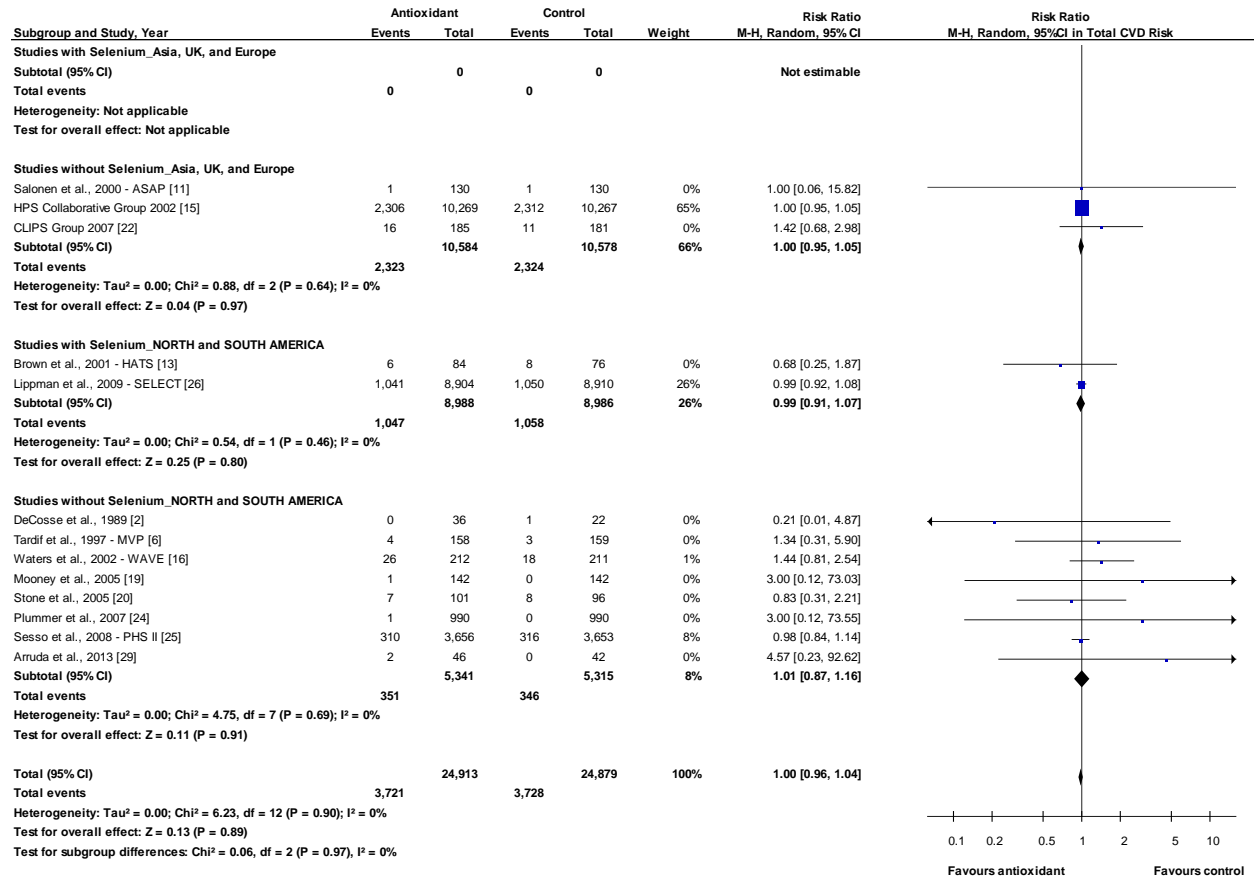 Antioxidant Control Risk Ratio Risk Ratio
Subgroup and Study, Year Events Total Events Total Weight M-H, Random, 95% CI M-H, Random, 95%CI in Total CVD Risk
Studies with Selenium_Asia, UK, and Europe
Subtotal (95% CI) 0 0 Not estimable
Total events 0 0
Heterogeneity: Not applicable
Test for overall effect: Not applicable
Studies without Selenium_Asia, UK, and Europe
Salonen et al., 2000 - ASAP [11] 1 130 1 130 0% 1.00 [0.06, 15.82]
HPS Collaborative Group 2002 [15] 2,306 10,269 2,312 10,267 65% 1.00 [0.95, 1.05]
CLIPS Group 2007 [22] 16 185 11 181 0% 1.42 [0.68, 2.98]
Subtotal (95% CI) 10,584 10,578 66% 1.00 [0.95, 1.05]
Total events 2,323 2,324
Heterogeneity: Tau² = 0.00; Chi² = 0.88, df = 2 (P = 0.64); I² = 0%
Test for overall effect: Z = 0.04 (P = 0.97)
Studies with Selenium_NORTH and SOUTH AMERICA
Brown et al., 2001 - HATS [13] 6 84 8 76 0% 0.68 [0.25, 1.87]
Lippman et al., 2009 - SELECT [26] 1,041 8,904 1,050 8,910 26% 0.99 [0.92, 1.08]
Subtotal (95% CI) 8,988 8,986 26% 0.99 [0.91, 1.07]
Total events 1,047 1,058
Heterogeneity: Tau² = 0.00; Chi² = 0.54, df = 1 (P = 0.46); I² = 0%
Test for overall effect: Z = 0.25 (P = 0.80)
Studies without Selenium_NORTH and SOUTH AMERICA
DeCosse et al., 1989 [2] 0 36 1 22 0% 0.21 [0.01, 4.87]
Tardif et al., 1997 - MVP [6] 4 158 3 159 0% 1.34 [0.31, 5.90]
Waters et al., 2002 - WAVE [16] 26 212 18 211 1% 1.44 [0.81, 2.54]
Mooney et al., 2005 [19] 1 142 0 142 0% 3.00 [0.12, 73.03]
Stone et al., 2005 [20] 7 101 8 96 0% 0.83 [0.31, 2.21]
Plummer et al., 2007 [24] 1 990 0 990 0% 3.00 [0.12, 73.55]
Sesso et al., 2008 - PHS II [25] 310 3,656 316 3,653 8% 0.98 [0.84, 1.14]
Arruda et al., 2013 [29] 2 46 0 42 0% 4.57 [0.23, 92.62]
Subtotal (95% CI) 5,341 5,315 8% 1.01 [0.87, 1.16]
Total events 351 346
Heterogeneity: Tau² = 0.00; Chi² = 4.75, df = 7 (P = 0.69); I² = 0%
Test for overall effect: Z = 0.11 (P = 0.91)
Total (95% CI) 24,913 24,879 100% 1.00 [0.96, 1.04]
Total events 3,721 3,728
Heterogeneity: Tau² = 0.00; Chi² = 6.23, df = 12 (P = 0.90); I² = 0%
Test for overall effect: Z = 0.13 (P = 0.89)
Test for subgroup differences: Chi² = 0.06, df = 2 (P = 0.97), I² = 0%
0.1 0.2 0.5 1 2 5 10
Favours antioxidant Favours control